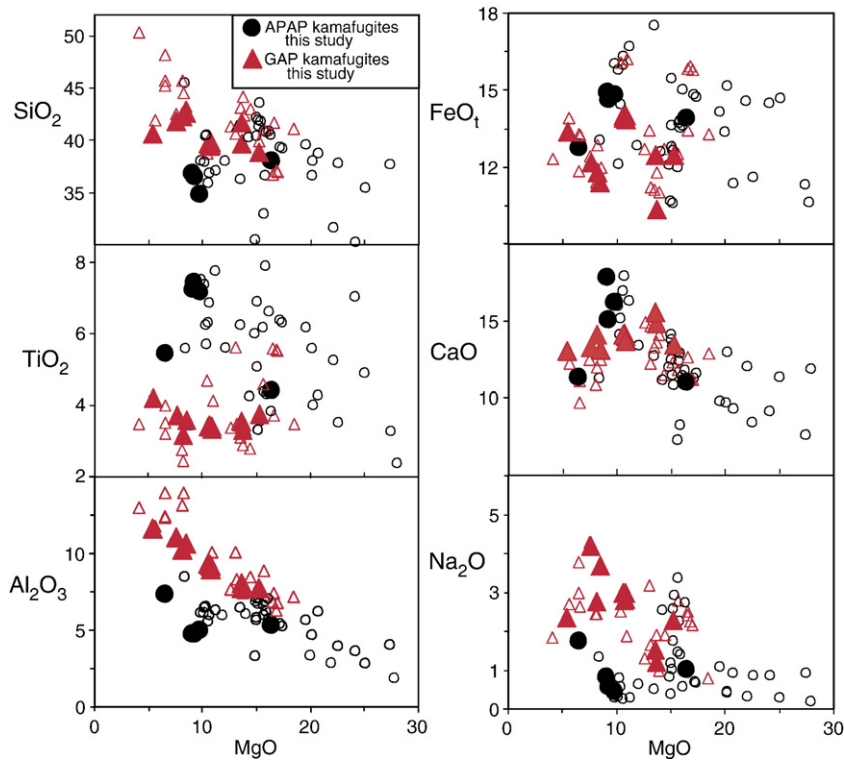 APAP kamafugites
this study
GAP kamafugites
this study
SiO₂
50
45
40
35
FeOₜ
18
15
12
TiO₂
8
6
4
2
CaO
15
10
Al₂O₃
10
5
0
0
10
20
30
MgO
Na₂O
5
3
1
0
0
10
20
30
MgO